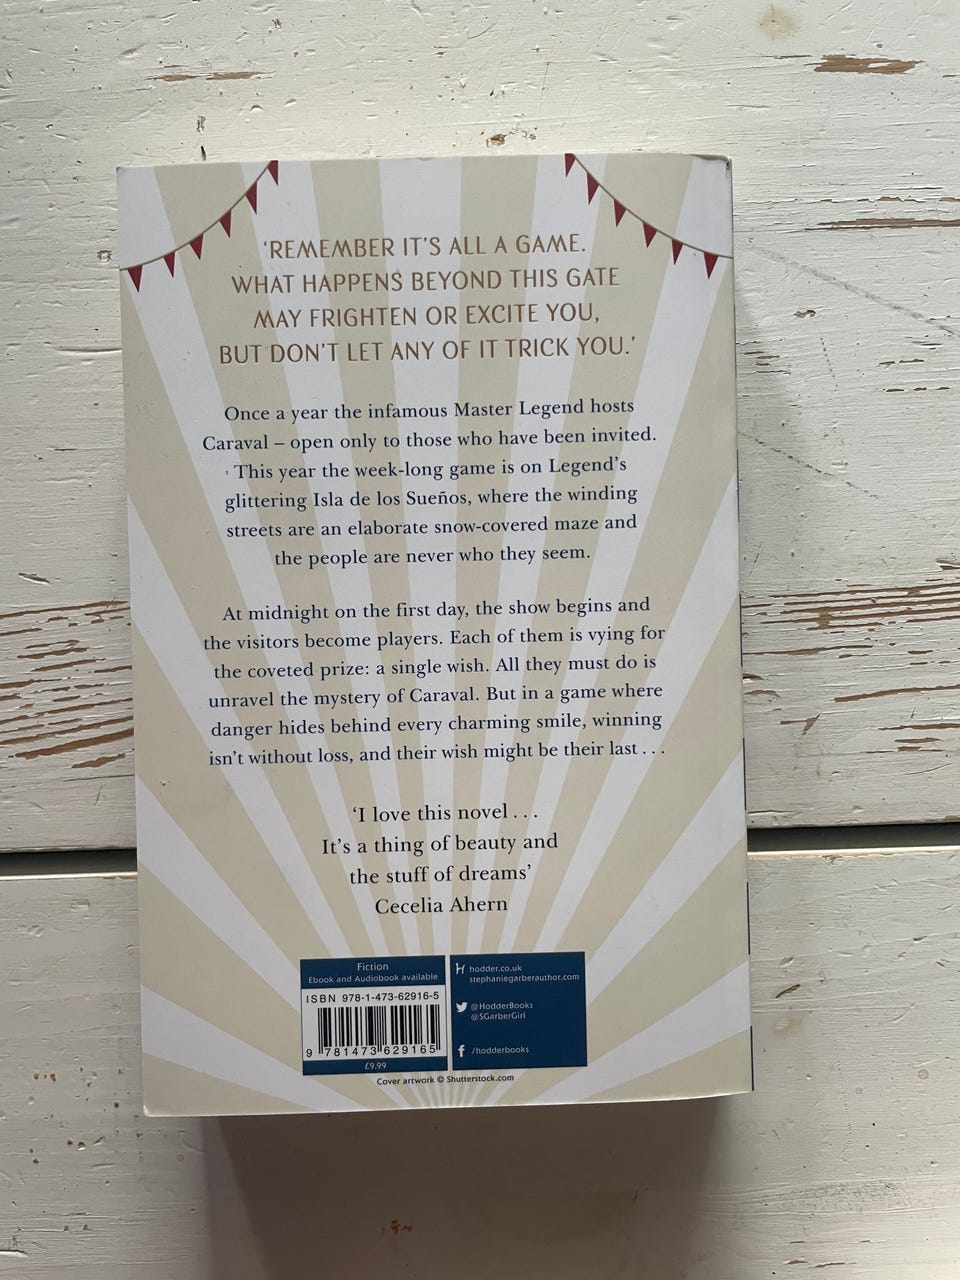 ‘REMEMBER IT’S ALL A GAME.
WHAT HAPPENS BEYOND THIS GATE
MAY FRIGHTEN OR EXCITE YOU,
BUT DON’T LET ANY OF IT TRICK YOU.’
Once a year the infamous Master Legend hosts
Caraval – open only to those who have been invited.
This year the week-long game is on Legend’s
glittering Isla de los Sueños, where the winding
streets are an elaborate snow-covered maze and
the people are never who they seem.
At midnight on the first day, the show begins and
the visitors become players. Each of them is vying for
the coveted prize: a single wish. All they must do is
unravel the mystery of Caraval. But in a game where
danger hides behind every charming smile, winning
isn’t without loss, and their wish might be their last . . .
‘I love this novel . . .
It’s a thing of beauty and
the stuff of dreams’
Cecelia Ahern
Fiction
Ebook and Audiobook available
ISBN 978-1-473-62916-5
9 781473 629165
£9.99
hodder.co.uk
stephaniegarberauthor.com
@HodderBooks
@SGarberGirl
/hodderbooks
Cover artwork © Shutterstock.com